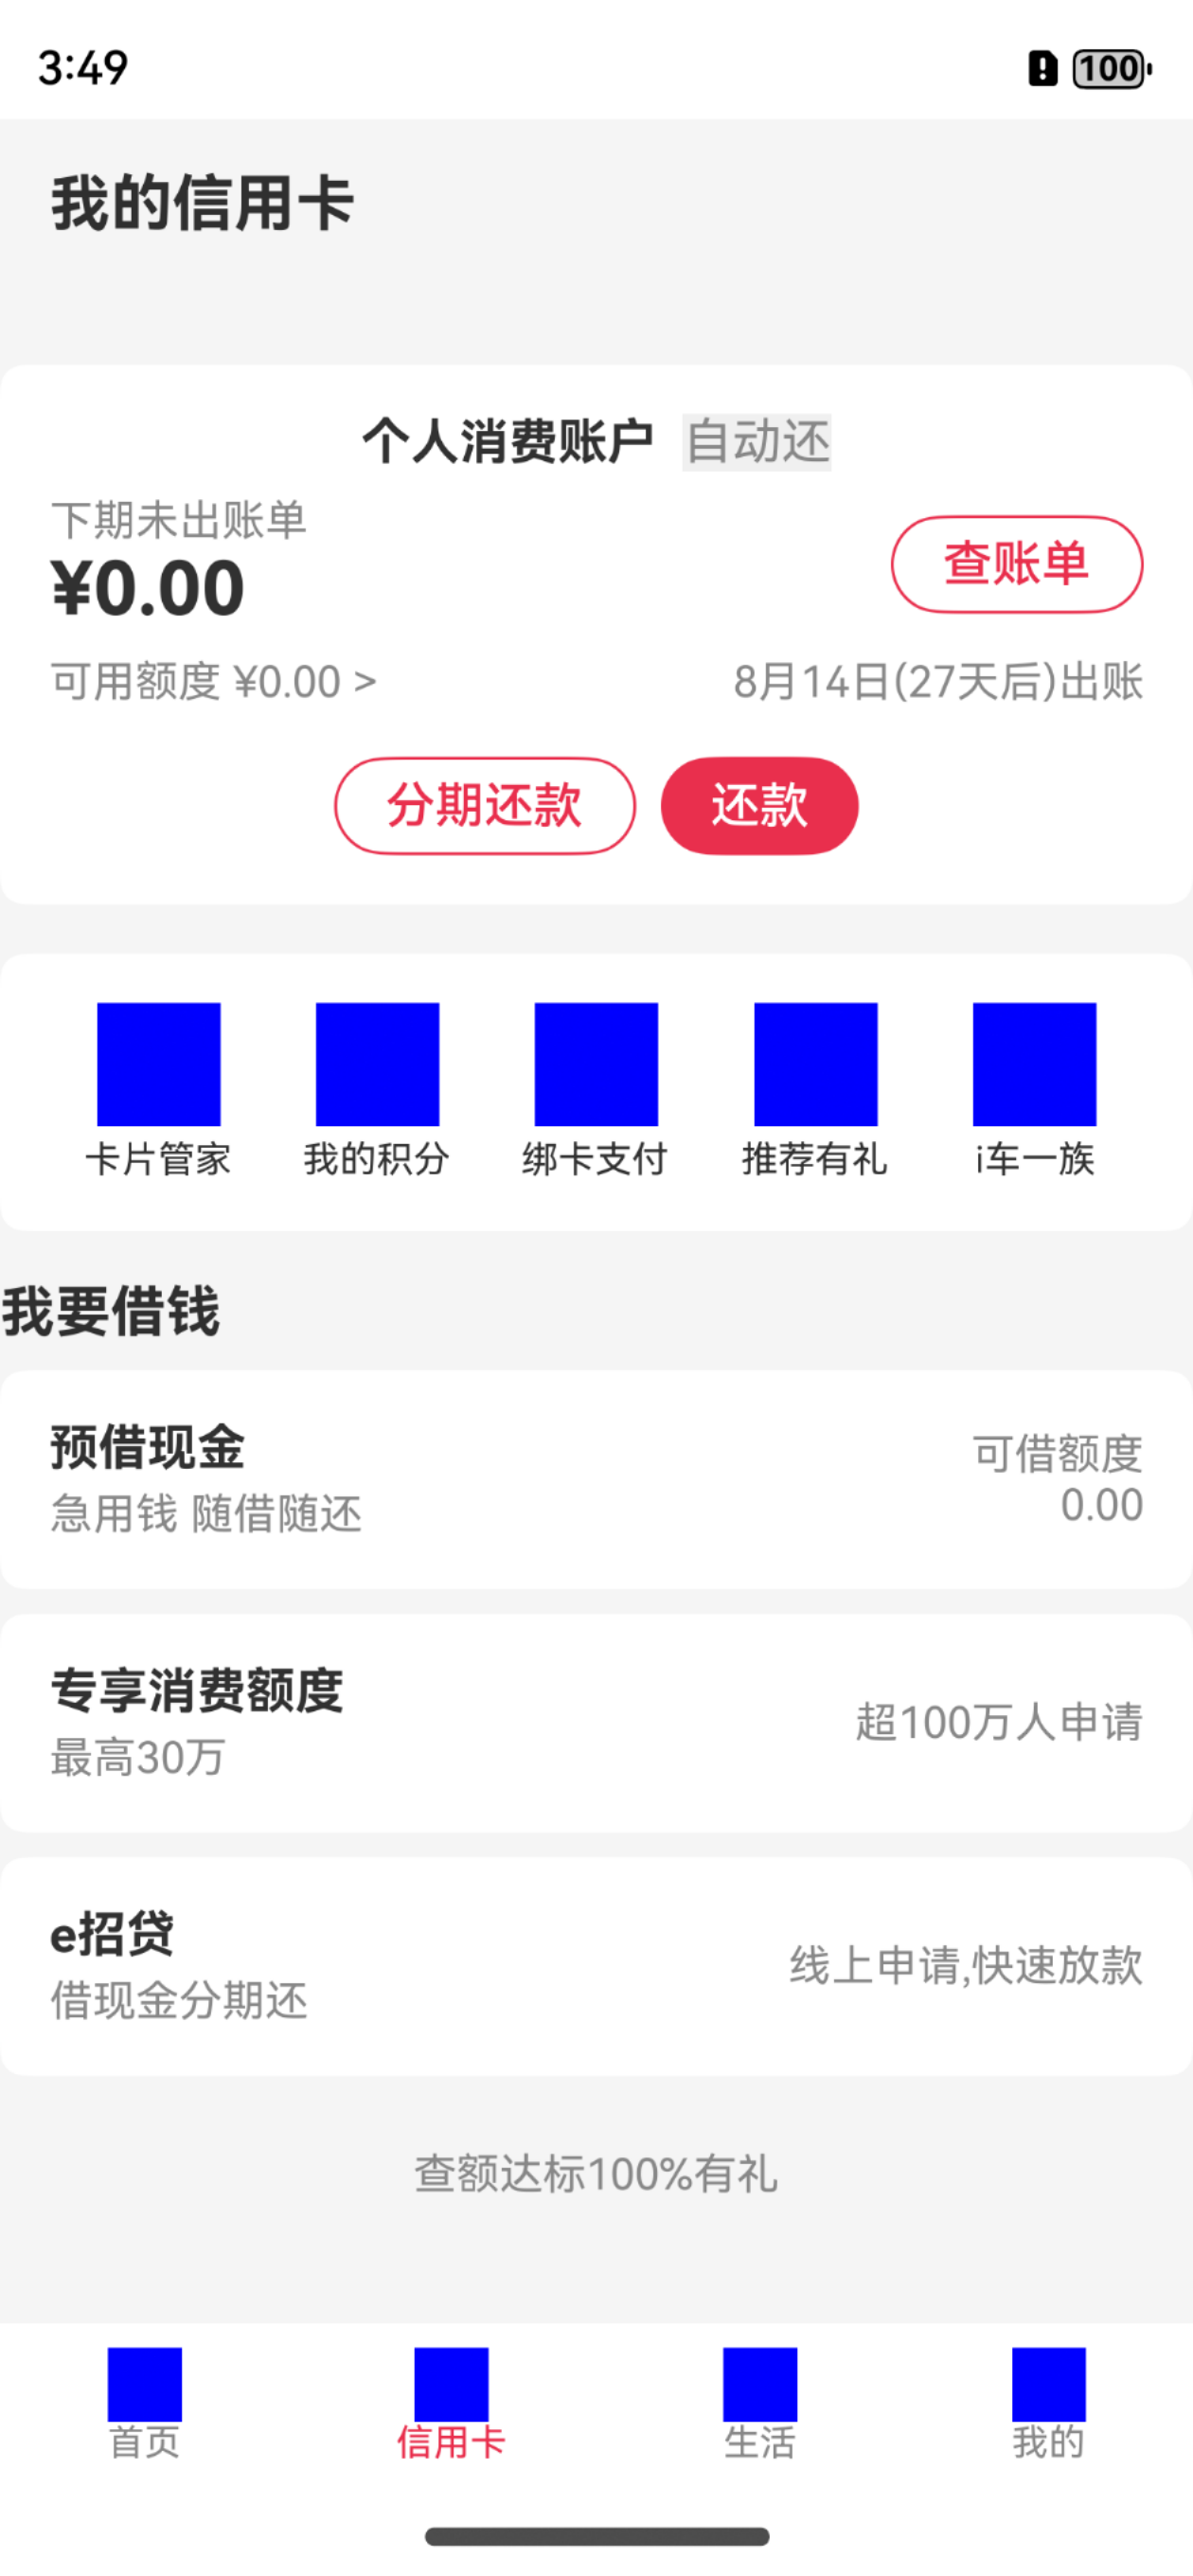 3:49
100
我的信用卡
个人消费账户 自动还
下期未出账单
¥0.00
查账单
可用额度 ¥0.00 >
8月14日(27天后)出账
分期还款
还款
卡片管家
我的积分
绑卡支付
推荐有礼
i车一族
我要借钱
预借现金
急用钱 随借随还
可借额度
0.00
专享消费额度
最高30万
超100万人申请
e招贷
借现金分期还
线上申请,快速放款
查额达标100%有礼
首页
信用卡
生活
我的